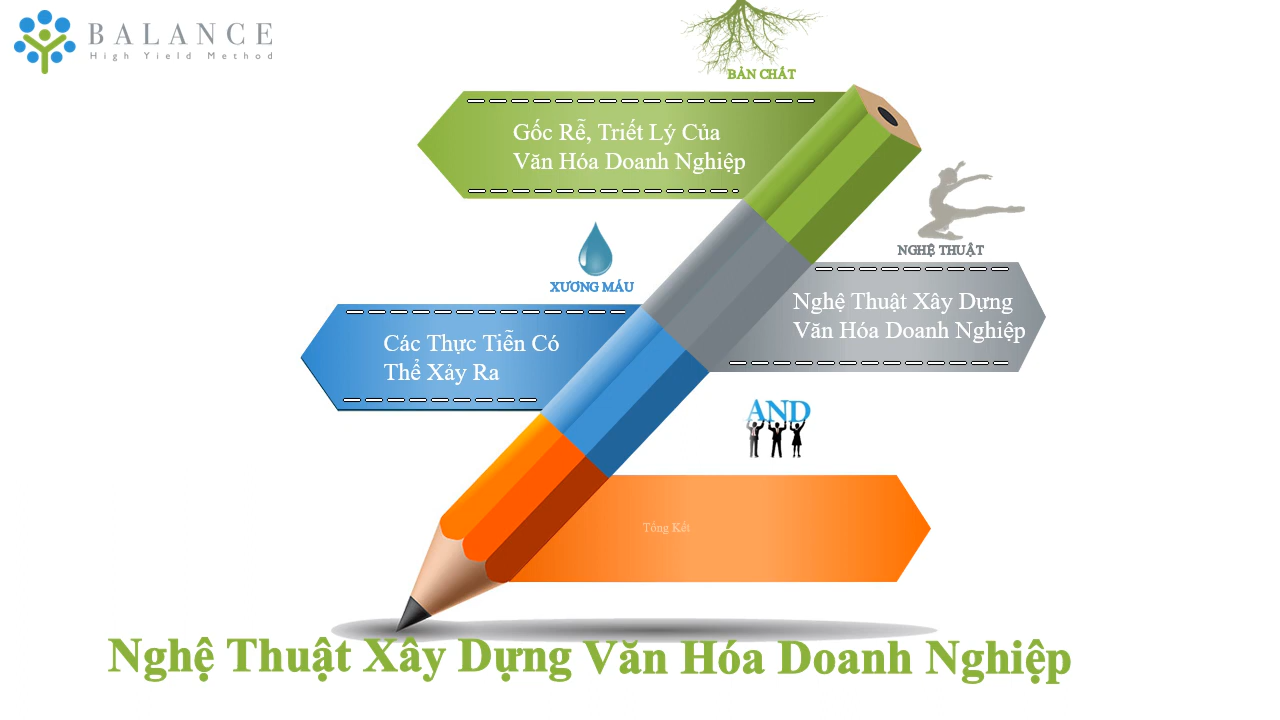 BALANCE
High Yield Method
BẢN CHẤT
Gốc Rễ, Triết Lý Của
Văn Hóa Doanh Nghiệp
NGHỆ THUẬT
Nghệ Thuật Xây Dựng
Văn Hóa Doanh Nghiệp
XƯƠNG MÁU
Các Thực Tiễn Có
Thể Xảy Ra
AND
Tổng Kết
Nghệ Thuật Xây Dựng Văn Hóa Doanh Nghiệp